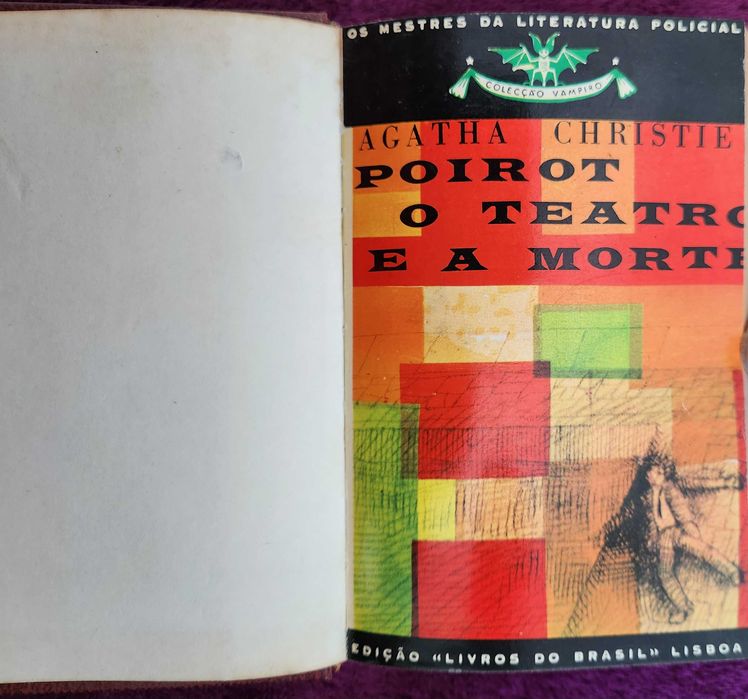 OS MESTRES DA LITERATURA POLICIAL
COLECÇÃO VAMPIRO
AGATHA CHRISTIE
POIROT
O TEATRO
E A MORTE
EDIÇÃO «LIVROS DO BRASIL» LISBOA